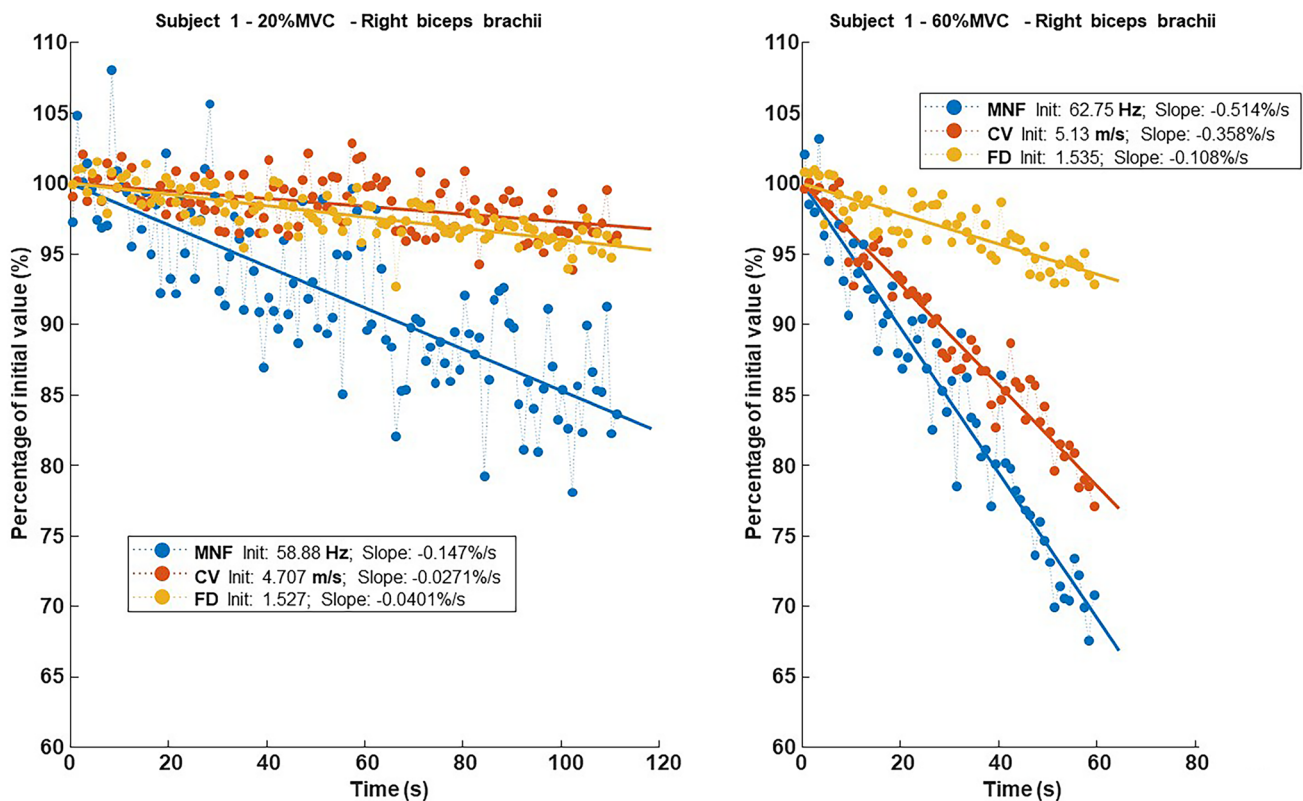 Subject 1 - 20%MVC - Right biceps brachii
110
105
100
95
90
85
80
75
70
65
60
Percentage of initial value (%)
MNF Init: 58.88 Hz; Slope: -0.147%/s
CV Init: 4.707 m/s; Slope: -0.0271%/s
FD Init: 1.527; Slope: -0.0401%/s
0 20 40 60 80 100 120
Time (s)
Subject 1 - 60%MVC - Right biceps brachii
110
105
100
95
90
85
80
75
70
65
60
Percentage of initial value (%)
MNF Init: 62.75 Hz; Slope: -0.514%/s
CV Init: 5.13 m/s; Slope: -0.358%/s
FD Init: 1.535; Slope: -0.108%/s
0 20 40 60 80
Time (s)